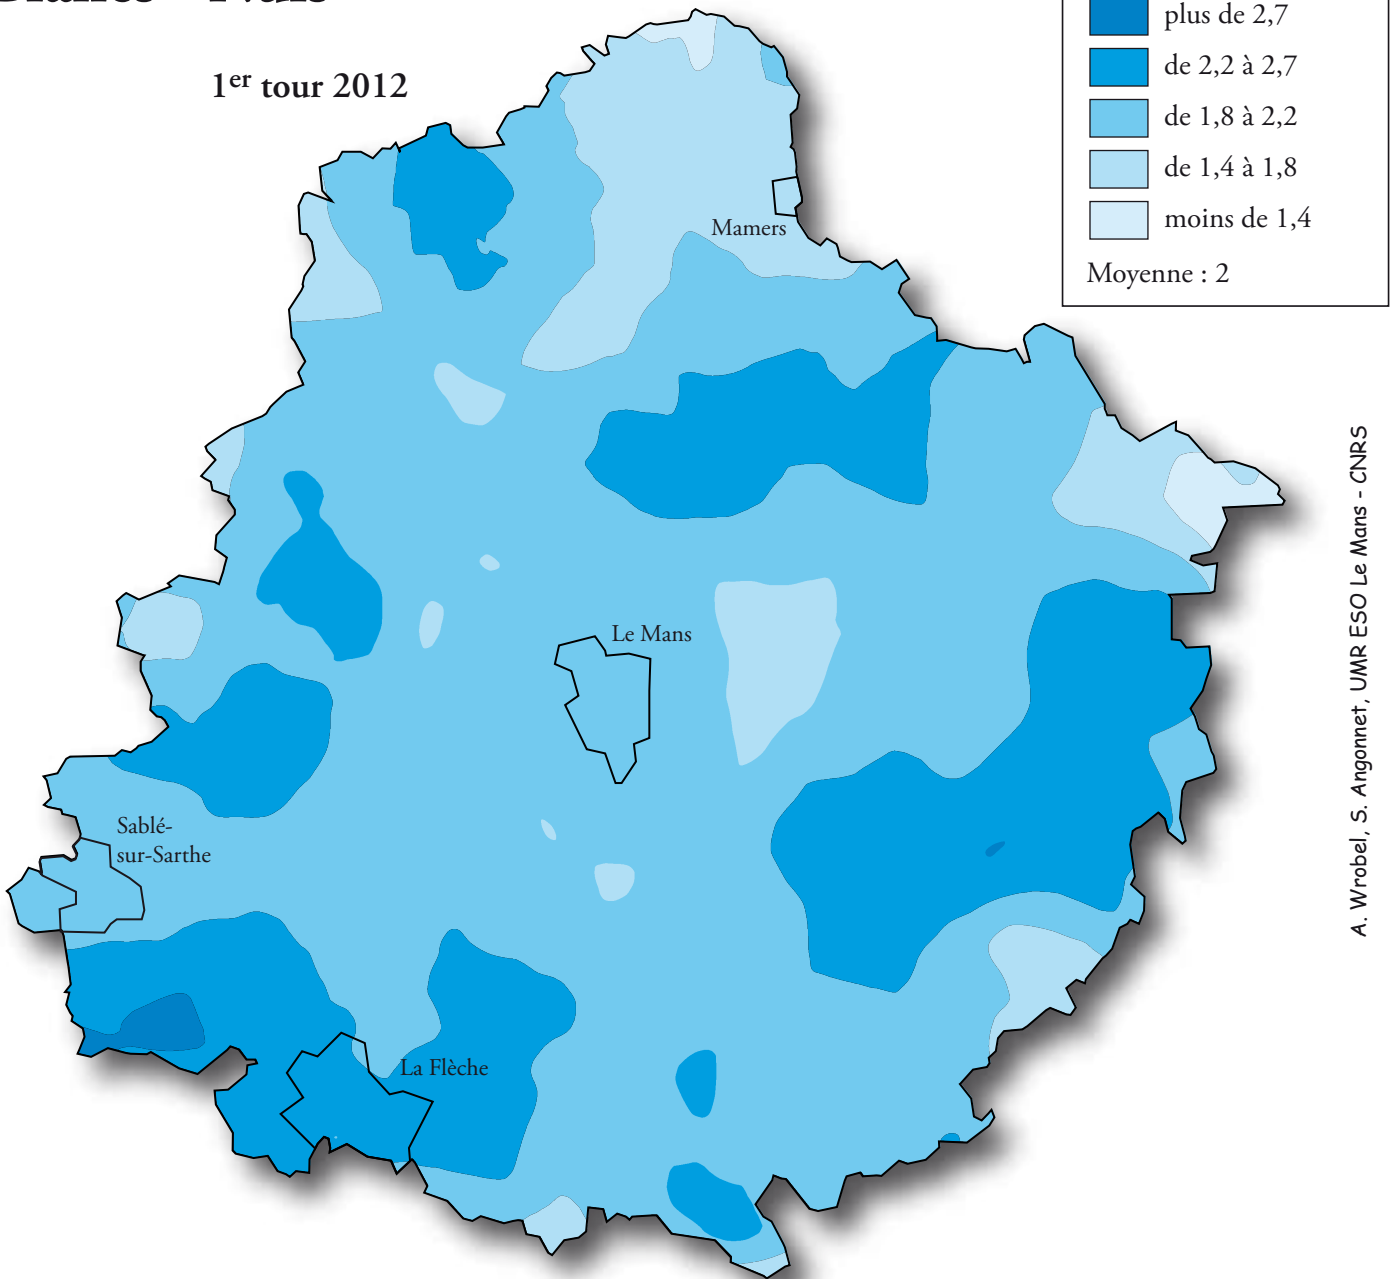 1er tour 2012
plus de 2,7
de 2,2 à 2,7
de 1,8 à 2,2
de 1,4 à 1,8
moins de 1,4
Moyenne : 2
Mamers
Le Mans
Sablé-
sur-Sarthe
La Flèche
A. Wrobel, S. Angonnet, UMR ESO Le Mans - CNRS